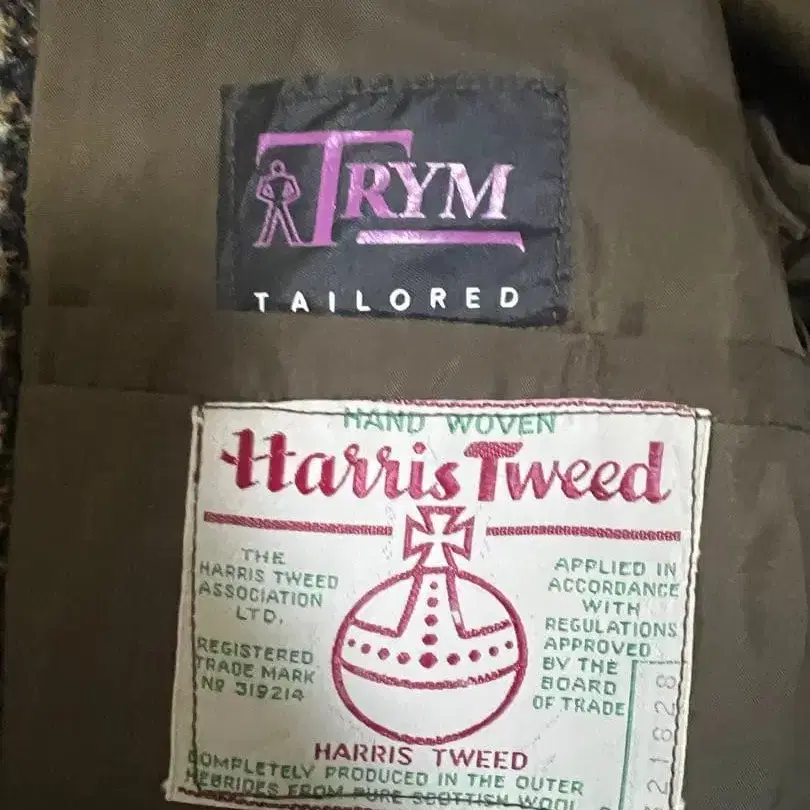 TRYM
TAILORED
HAND WOVEN
Harris Tweed
THE
HARRIS TWEED
ASSOCIATION
LTD.
REGISTERED
TRADE MARK
Nº 319214
APPLIED IN
ACCORDANCE
WITH
REGULATIONS
APPROVED
BY THE
BOARD
OF TRADE
21628
HARRIS TWEED
COMPLETELY PRODUCED IN THE OUTER
HEBRIDES FROM PURE SCOTTISH WOOL